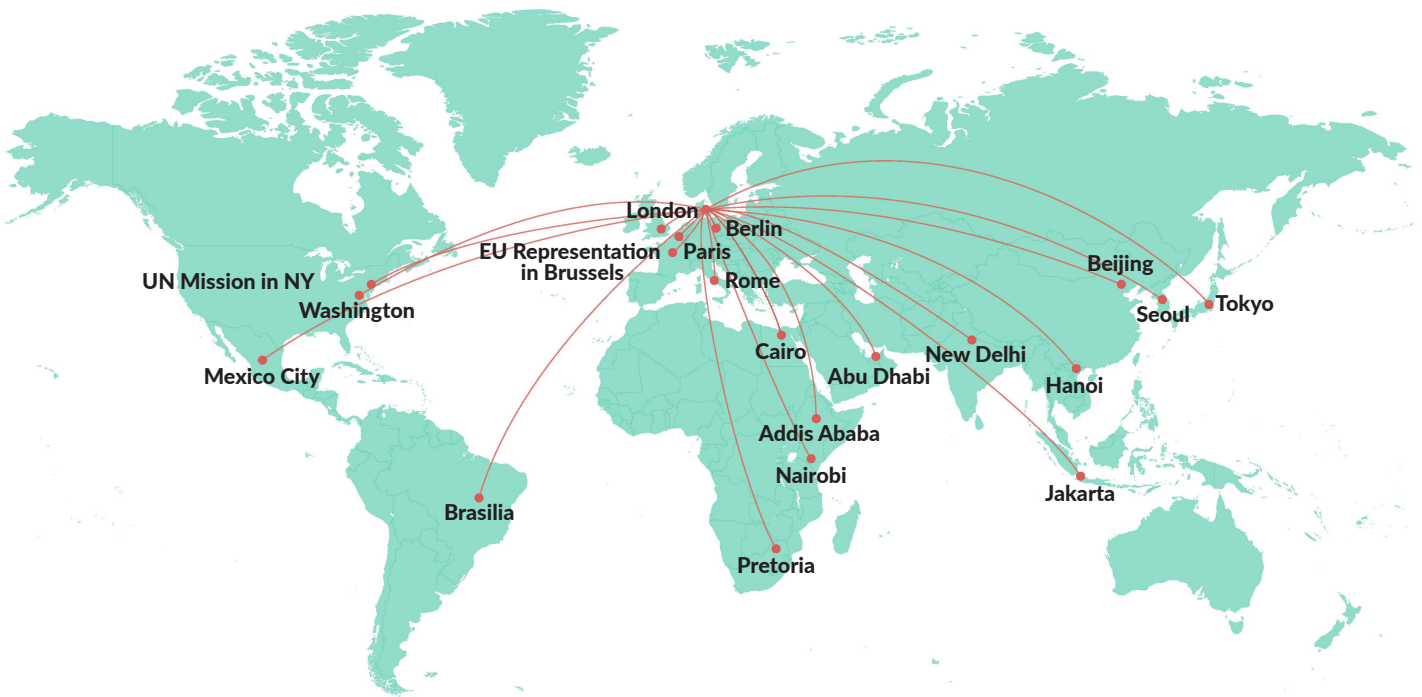 London
Berlin
EU Representation
in Brussels
Paris
Beijing
UN Mission in NY
Rome
Washington
Seoul
Tokyo
Cairo
New Delhi
Mexico City
Abu Dhabi
Hanoi
Addis Ababa
Nairobi
Jakarta
Brasilia
Pretoria